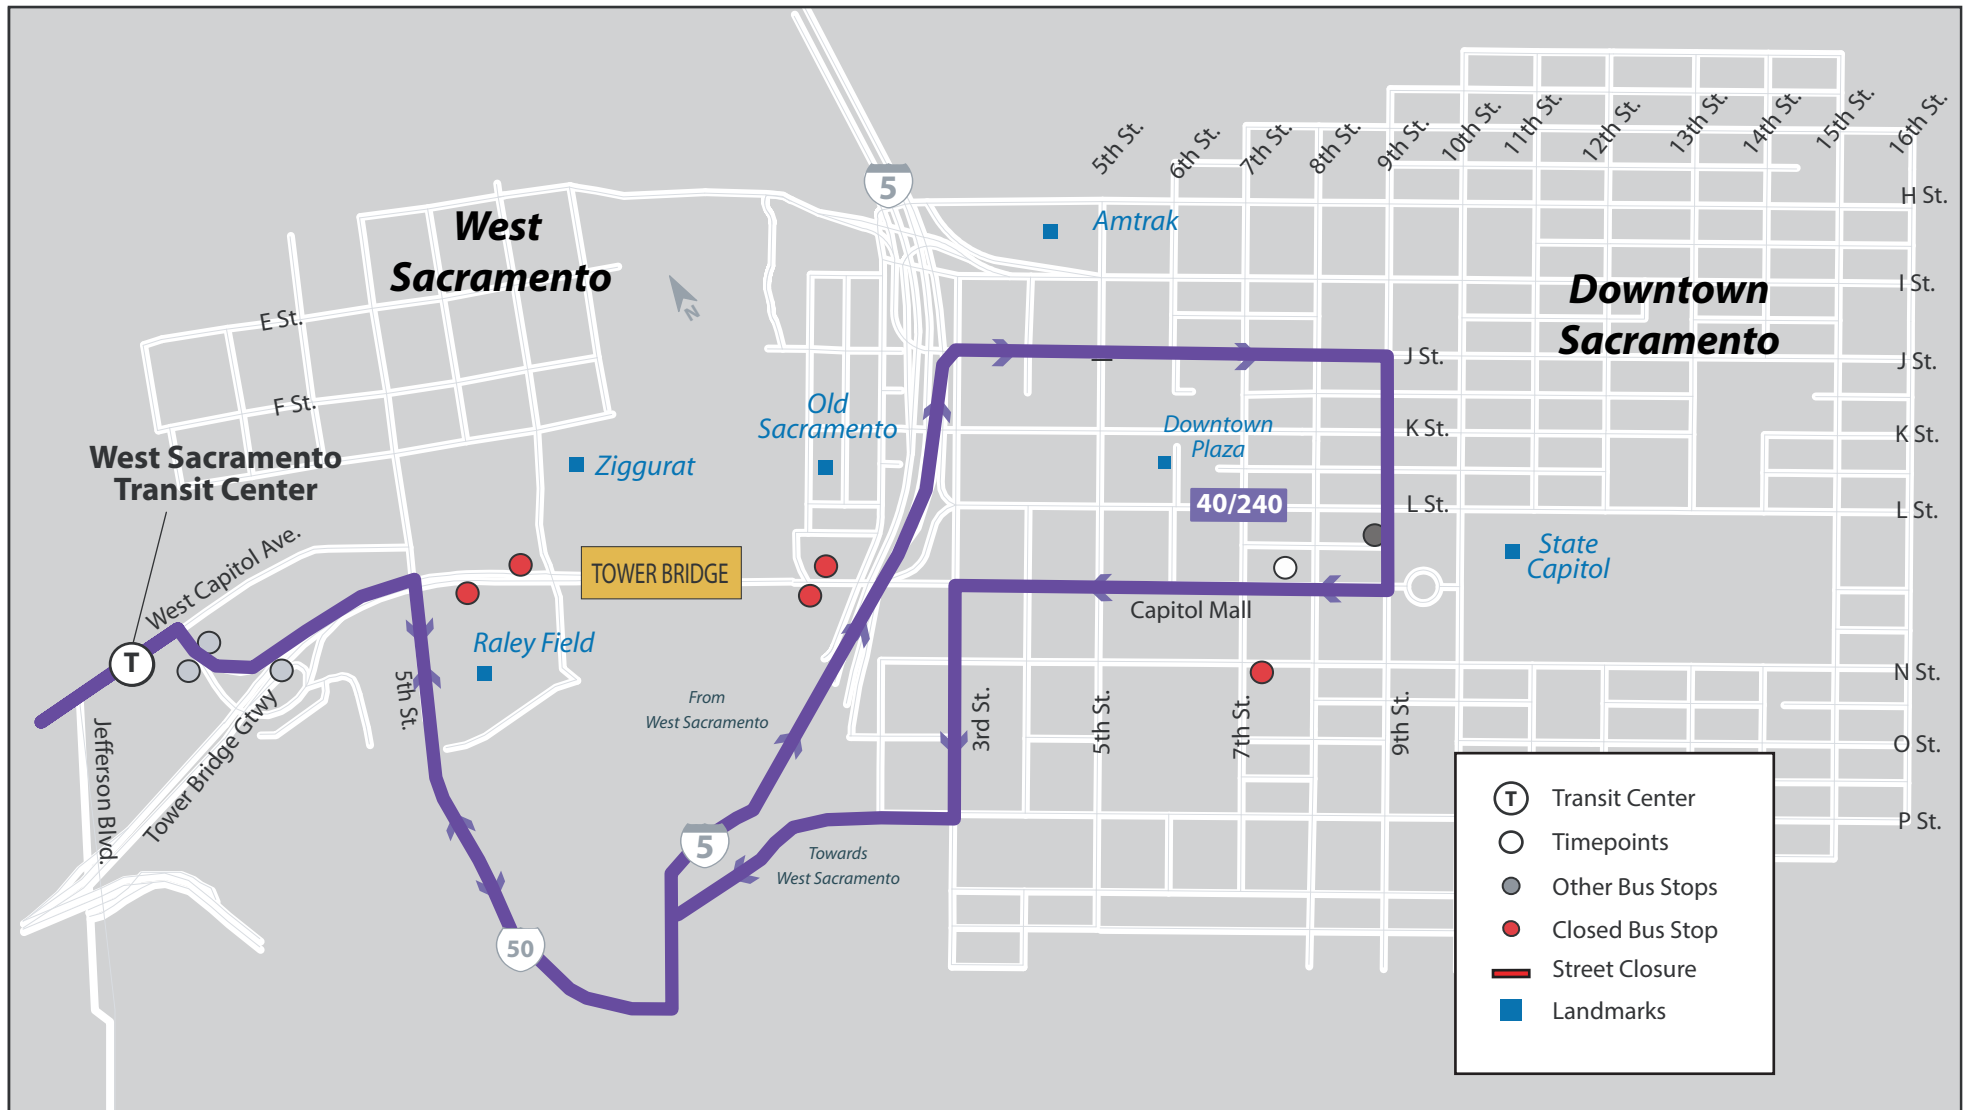 5th St.
6th St.
7th St.
8th St.
9th St.
10th St.
11th St.
12th St.
13th St.
14th St.
15th St.
16th St.
5
H St.
West
Sacramento
Amtrak
N
I St.
Downtown
Sacramento
E St.
J St.
J St.
F St.
Old
Sacramento
Downtown
Plaza
K St.
K St.
West Sacramento
Transit Center
Ziggurat
40/240
L St.
L St.
West Capitol Ave.
TOWER BRIDGE
State
Capitol
Capitol Mall
T
Raley Field
5th St.
From
West Sacramento
N St.
3rd St.
5th St.
7th St.
9th St.
Jefferson Blvd.
Tower Bridge Gtwy
O St.
P St.
5
Towards
West Sacramento
50
T Transit Center
Timepoints
Other Bus Stops
Closed Bus Stop
Street Closure
Landmarks